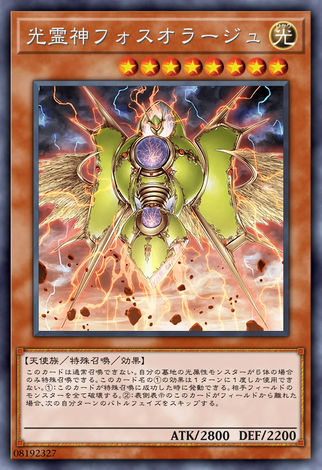 光霊神フォスオラージュ
光
【天使族／特殊召喚／効果】
このカードは通常召喚できない。自分の墓地の光属性モンスターが５体の場合
のみ特殊召喚できる。このカード名の①の効果は１ターンに１度しか使用でき
ない。①：このカードが特殊召喚に成功した時に発動できる。相手フィールドの
モンスターを全て破壊する。②：表側表示のこのカードがフィールドから離れた
場合、次の自分ターンのバトルフェイズをスキップする。
ATK/2800 DEF/2200
08192327